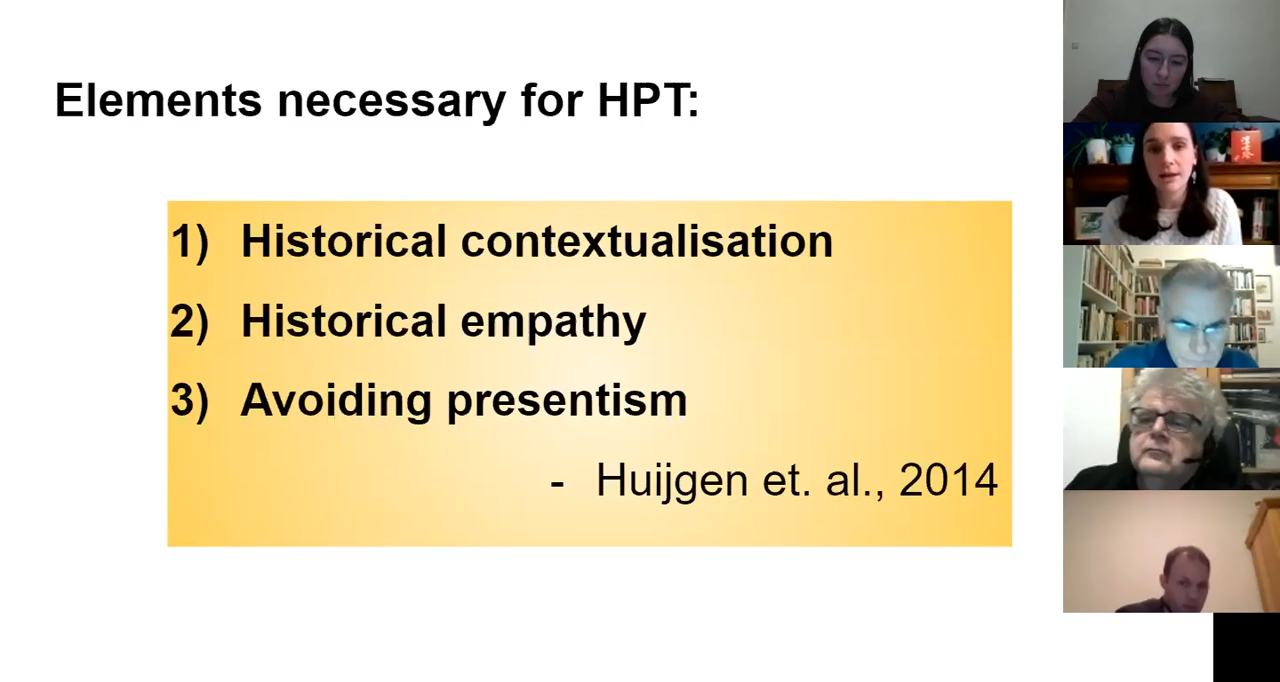 Elements necessary for HPT:
1) Historical contextualisation
2) Historical empathy
3) Avoiding presentism
- Huijgen et. al., 2014